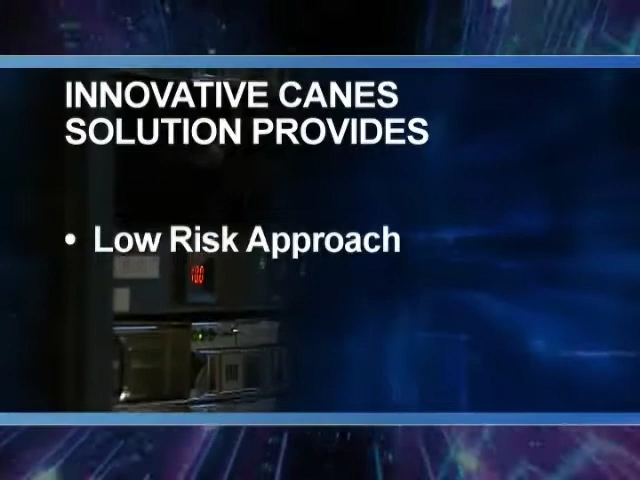 INNOVATIVE CANES
SOLUTION PROVIDES
• Low Risk Approach